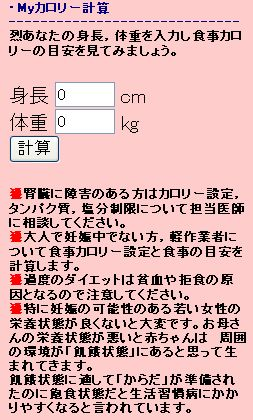 ・Myカロリー計算
烈あなたの身長，体重を入力し食事カロ
リーの目安を見てみましょう。
身長 0 cm
体重 0 kg
計算
腎臓に障害のある方はカロリー設定，
タンパク質，塩分制限について担当医師
に相談してください。
大人で妊娠中でない方，軽作業者に
ついて食事カロリー設定と食事の目安を
計算します。
過度のダイエットは貧血や拒食の原
因となるので注意してください。
特に妊娠の可能性のある若い女性の
栄養状態が良くないと大変です。お母さ
んの栄養状態が悪いと赤ちゃんは　周囲
の環境が「飢餓状態」にあると思って生
まれてきます。
飢餓状態に適して「からだ」が準備され
たのに飽食状態だと生活習慣病にかか
りやすくなると言われています。